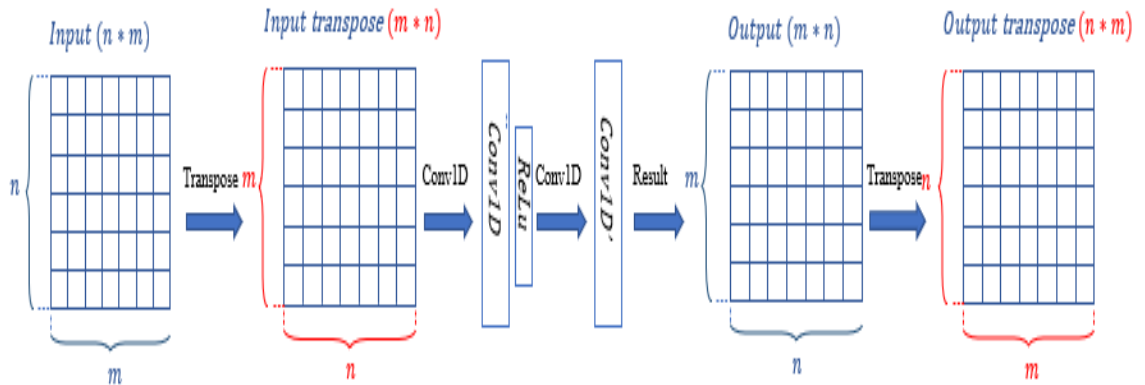 Input (n * m)
Input transpose (m * n)
Output (m * n)
Output transpose (n * m)
n
m
Transpose
m
n
Conv1D
Conv1D
ReLu
Conv1D
Conv1D'
Result
m
n
Transpose
n
m